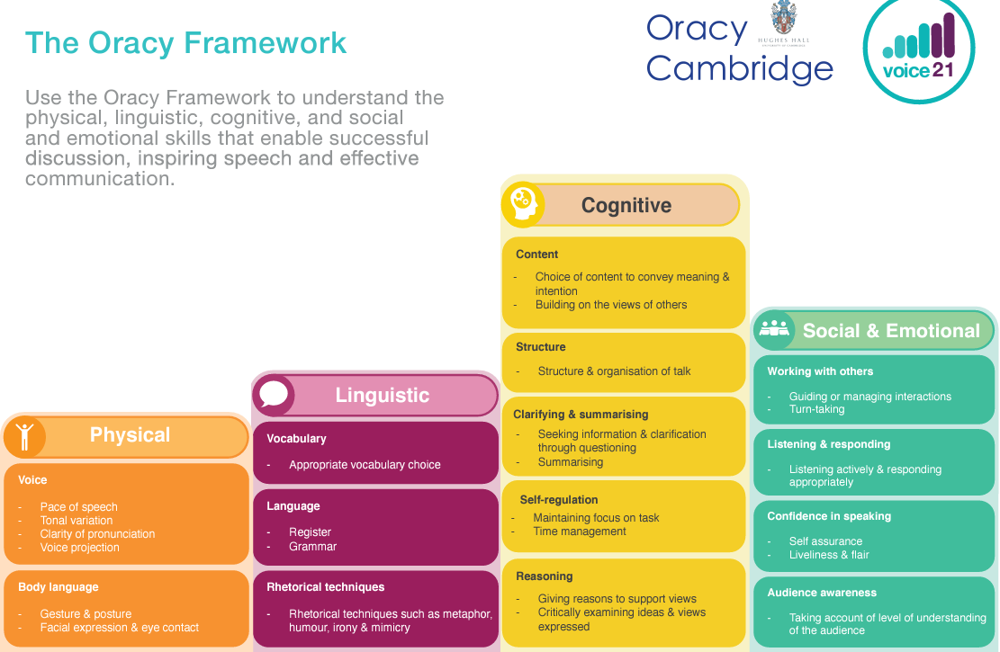 The Oracy Framework
Use the Oracy Framework to understand the
physical, linguistic, cognitive, and social
and emotional skills that enable successful
discussion, inspiring speech and effective
communication.
Oracy
Cambridge
HUGHES HALL
UNIVERSITY OF CAMBRIDGE
voice 21
Physical
Voice
- Pace of speech
- Tonal variation
- Clarity of pronunciation
- Voice projection
Body language
- Gesture & posture
- Facial expression & eye contact
Linguistic
Vocabulary
- Appropriate vocabulary choice
Language
- Register
- Grammar
Rhetorical techniques
- Rhetorical techniques such as metaphor,
humour, irony & mimicry
Cognitive
Content
- Choice of content to convey meaning &
intention
- Building on the views of others
Structure
- Structure & organisation of talk
Clarifying & summarising
- Seeking information & clarification
through questioning
- Summarising
Self-regulation
- Maintaining focus on task
- Time management
Reasoning
- Giving reasons to support views
- Critically examining ideas & views
expressed
Social & Emotional
Working with others
- Guiding or managing interactions
- Turn-taking
Listening & responding
- Listening actively & responding
appropriately
Confidence in speaking
- Self assurance
- Liveliness & flair
Audience awareness
- Taking account of level of understanding
of the audience